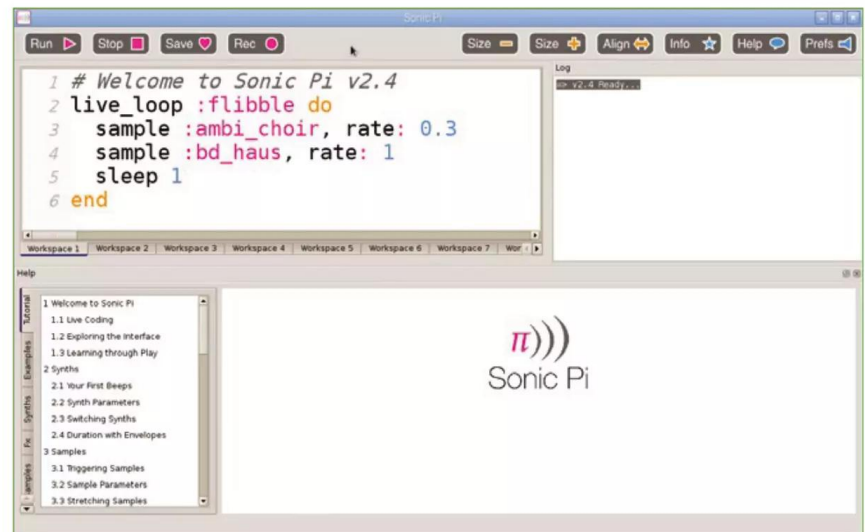 Sonic Pi
Run Stop Save Rec Size Size Align Info Help Prefs
1 # Welcome to Sonic Pi v2.4
2 live_loop :flibble do
3 sample :ambi_choir, rate: 0.3
4 sample :bd_haus, rate: 1
5 sleep 1
6 end
Workspace 1 Workspace 2 Workspace 3 Workspace 4 Workspace 5 Workspace 6 Workspace 7 Wor
Log
=> v2.4 Ready...
Help
Tutorial
Examples
Synths
Fx
amples
1 Welcome to Sonic Pi
1.1 Live Coding
1.2 Exploring the Interface
1.3 Learning through Play
2 Synths
2.1 Your First Beeps
2.2 Synth Parameters
2.3 Switching Synths
2.4 Duration with Envelopes
3 Samples
3.1 Triggering Samples
3.2 Sample Parameters
3.3 Stretching Samples
π)))
Sonic Pi